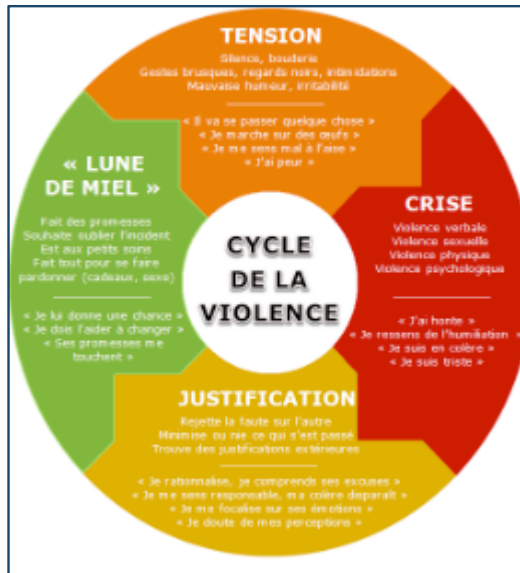 TENSION
Silence, bouderie
Gestes brusques, regards noirs, intimidations
Mauvaise humeur, irritabilité
« Il va se passer quelque chose »
« Je marche sur des œufs »
« Je me sens mal à l'aise »
« J'ai peur »
CRISE
Violence verbale
Violence sexuelle
Violence physique
Violence psychologique
« J'ai honte »
« Je ressens de l'humiliation »
« Je suis en colère »
« Je suis triste »
JUSTIFICATION
Rejette la faute sur l'autre
Minimise ou nie ce qui s'est passé
Trouve des justifications extérieures
« Je rationnalise, je comprends ses excuses »
« Je me sens responsable, ma colère disparaît »
« Je me focalise sur ses émotions »
« Je doute de mes perceptions »
« LUNE
DE MIEL »
Fait des promesses
Souhaite oublier l'incident
Est aux petits soins
Fait tout pour se faire
pardonner (cadeaux, sexe)
« Je lui donne une chance »
« Je dois l'aider à changer »
« Ses promesses me
touchent »
CYCLE
DE LA
VIOLENCE